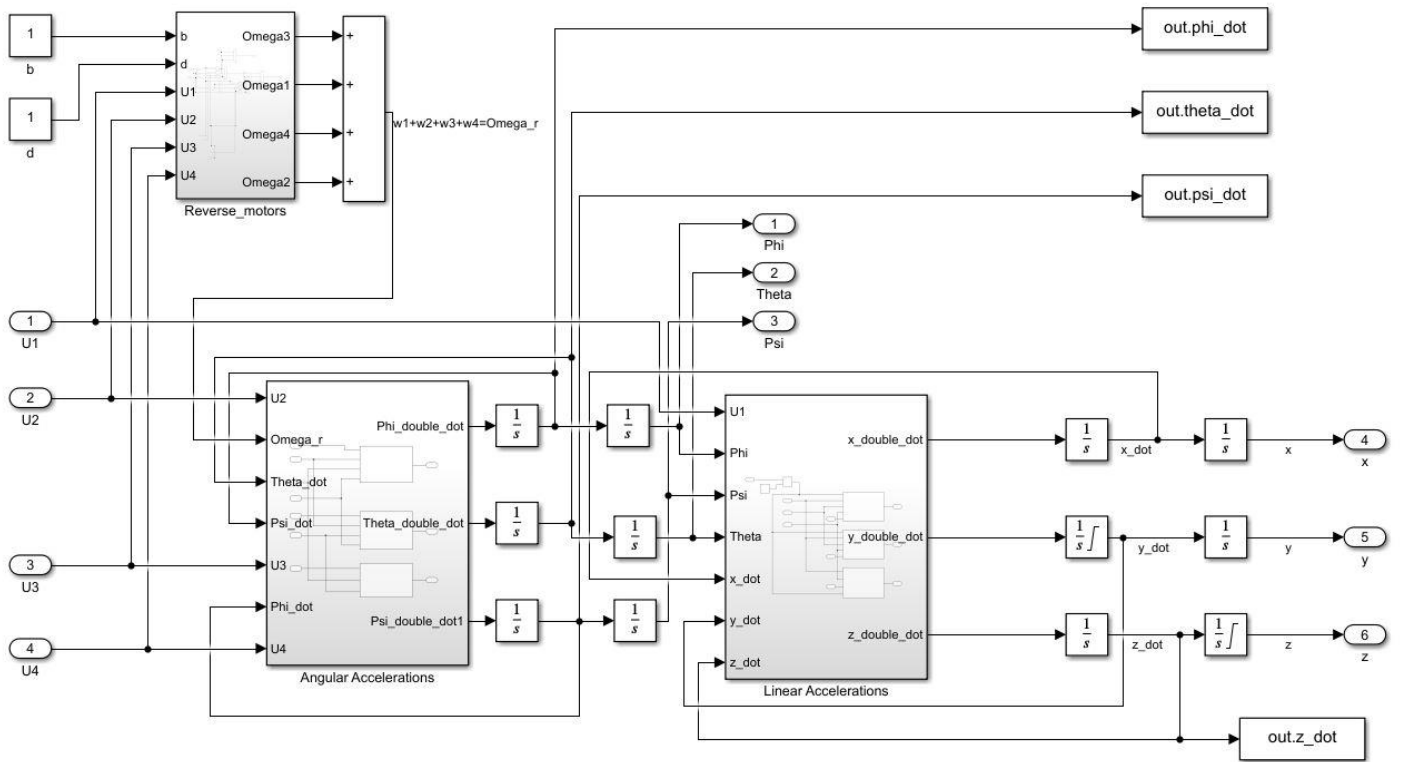 1
b
1
d
b
d
U1
U2
U3
U4
Omega3
Omega1
Omega4
Omega2
Reverse_motors
+
+
+
+
w1+w2+w3+w4=Omega_r
out.phi_dot
out.theta_dot
out.psi_dot
1
Phi
2
Theta
3
Psi
1
U1
2
U2
3
U3
4
U4
U2
Omega_r
Theta_dot
Psi_dot
U3
Phi_dot
U4
Phi_double_dot
Theta_double_dot
Psi_double_dot1
Angular Accelerations
1
s
1
s
1
s
1
s
1
s
1
s
U1
Phi
Psi
Theta
x_dot
y_dot
z_dot
x_double_dot
y_double_dot
z_double_dot
Linear Accelerations
1
s
x_dot
1
s
x
4
x
1
s
y_dot
1
s
y
5
y
1
s
z_dot
1
s
z
6
z
out.z_dot